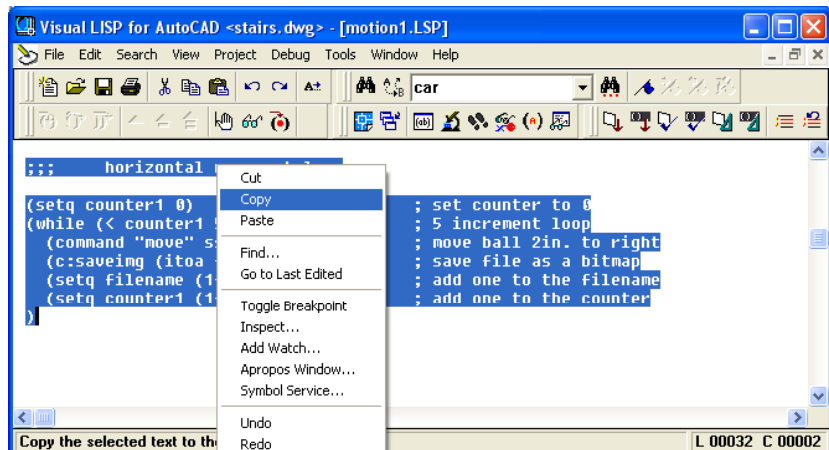 Visual LISP for AutoCAD <stairs.dwg> - [motion1.LSP]
File Edit Search View Project Debug Tools Window Help
car
;;; horizontal
(setq counter1 0) ; set counter to 0
(while (< counter1 ; 5 increment loop
(command "move" ; move ball 2in. to right
(c:saveimg (itoa ; save file as a bitmap
(setq filename (1 ; add one to the filename
(setq counter1 (1 ; add one to the counter
)
Cut
Copy
Paste
Find...
Go to Last Edited
Toggle Breakpoint
Inspect...
Add Watch...
Apropos Window...
Symbol Service...
Undo
Redo
Copy the selected text to L 00032 C 00002